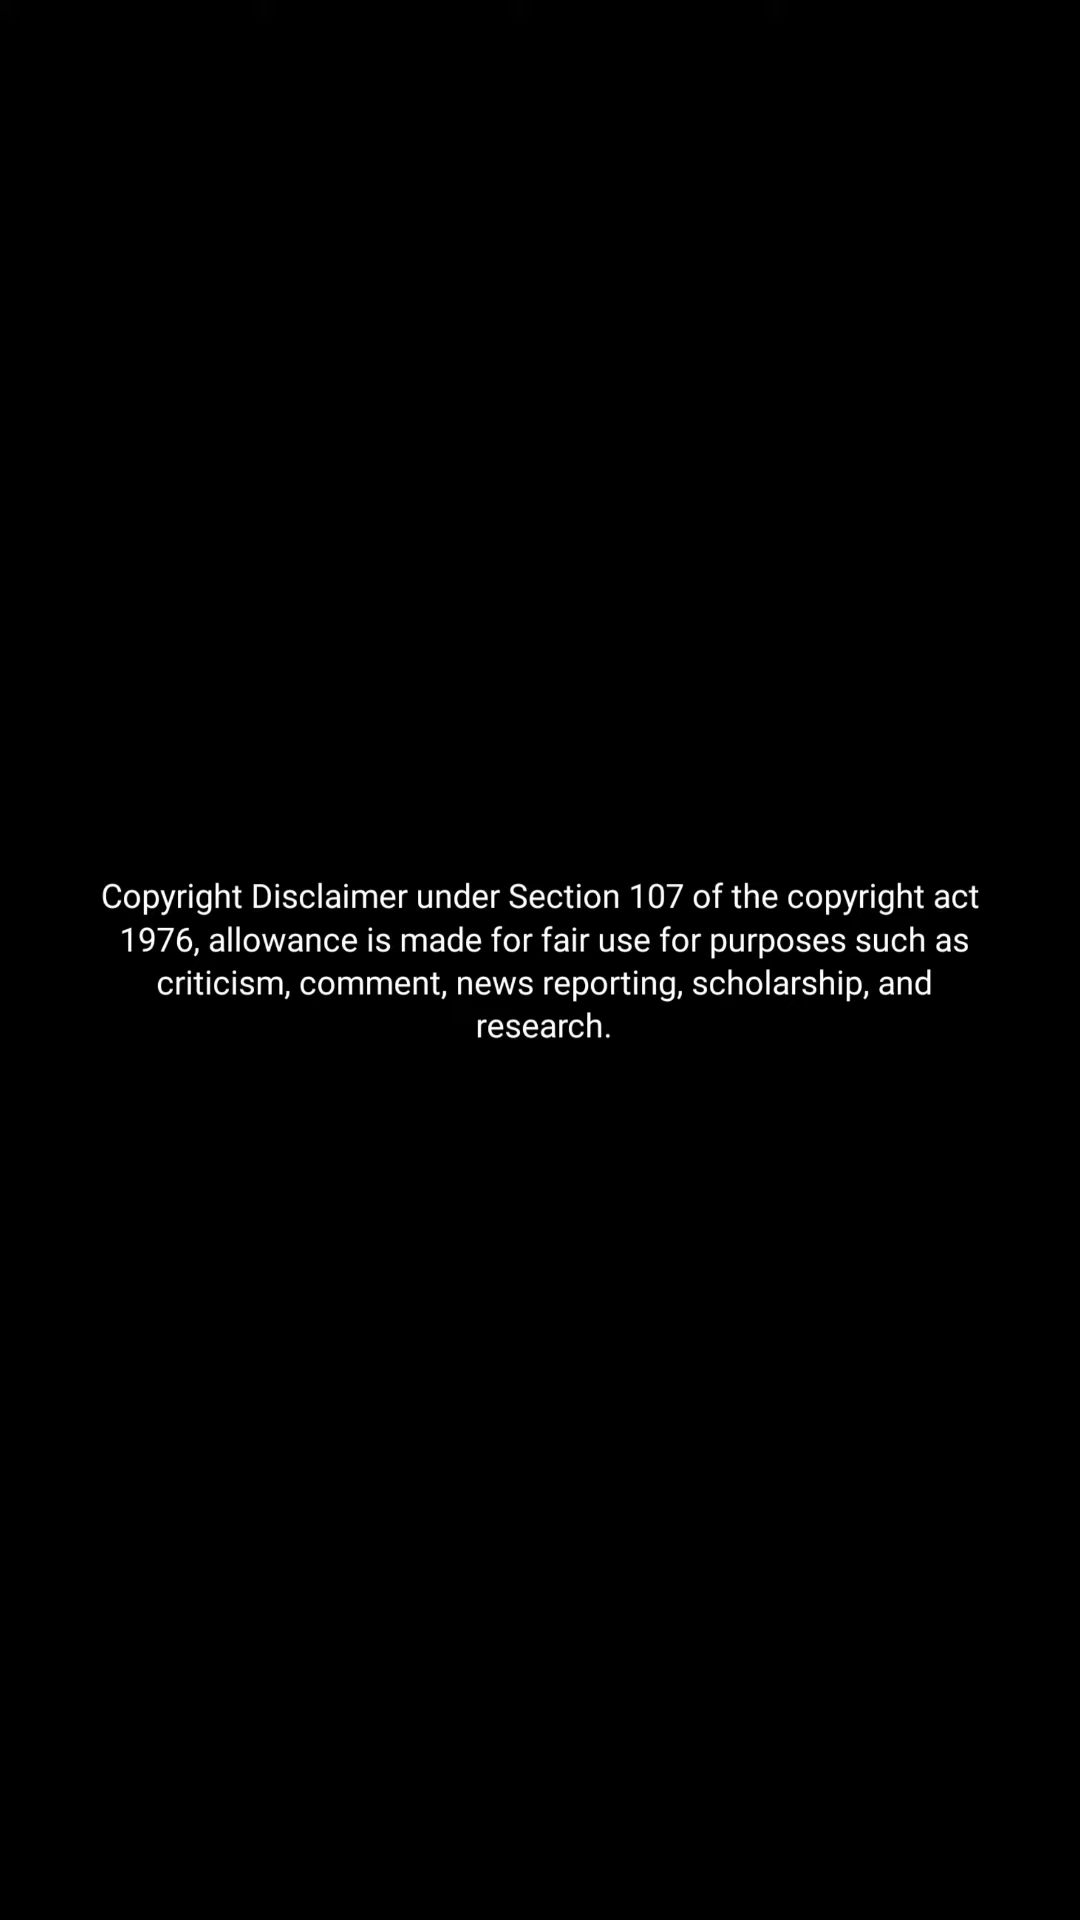 Copyright Disclaimer under Section 107 of the copyright act
1976, allowance is made for fair use for purposes such as
criticism, comment, news reporting, scholarship, and
research.